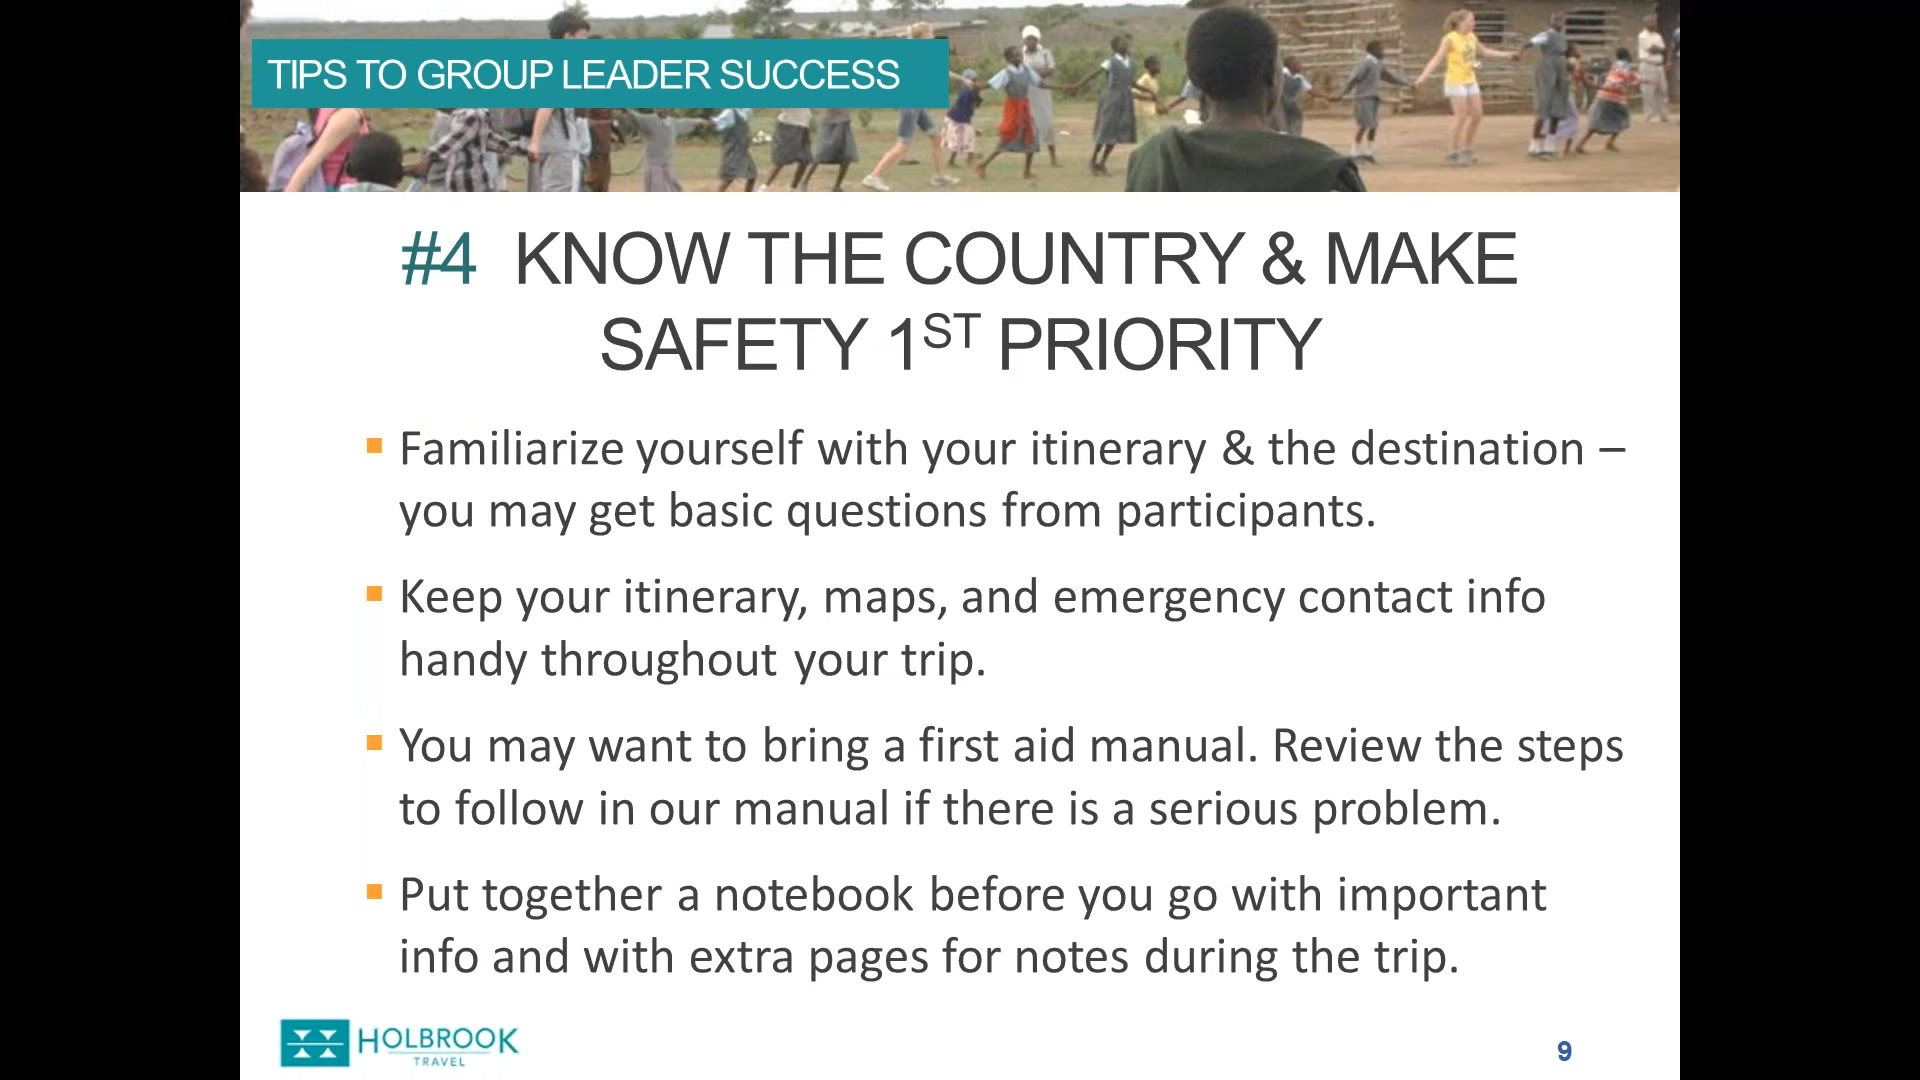 TIPS TO GROUP LEADER SUCCESS
#4 KNOW THE COUNTRY & MAKE
SAFETY 1ST PRIORITY
Familiarize yourself with your itinerary & the destination –
you may get basic questions from participants.
Keep your itinerary, maps, and emergency contact info
handy throughout your trip.
You may want to bring a first aid manual. Review the steps
to follow in our manual if there is a serious problem.
Put together a notebook before you go with important
info and with extra pages for notes during the trip.
HOLBROOK
TRAVEL
9